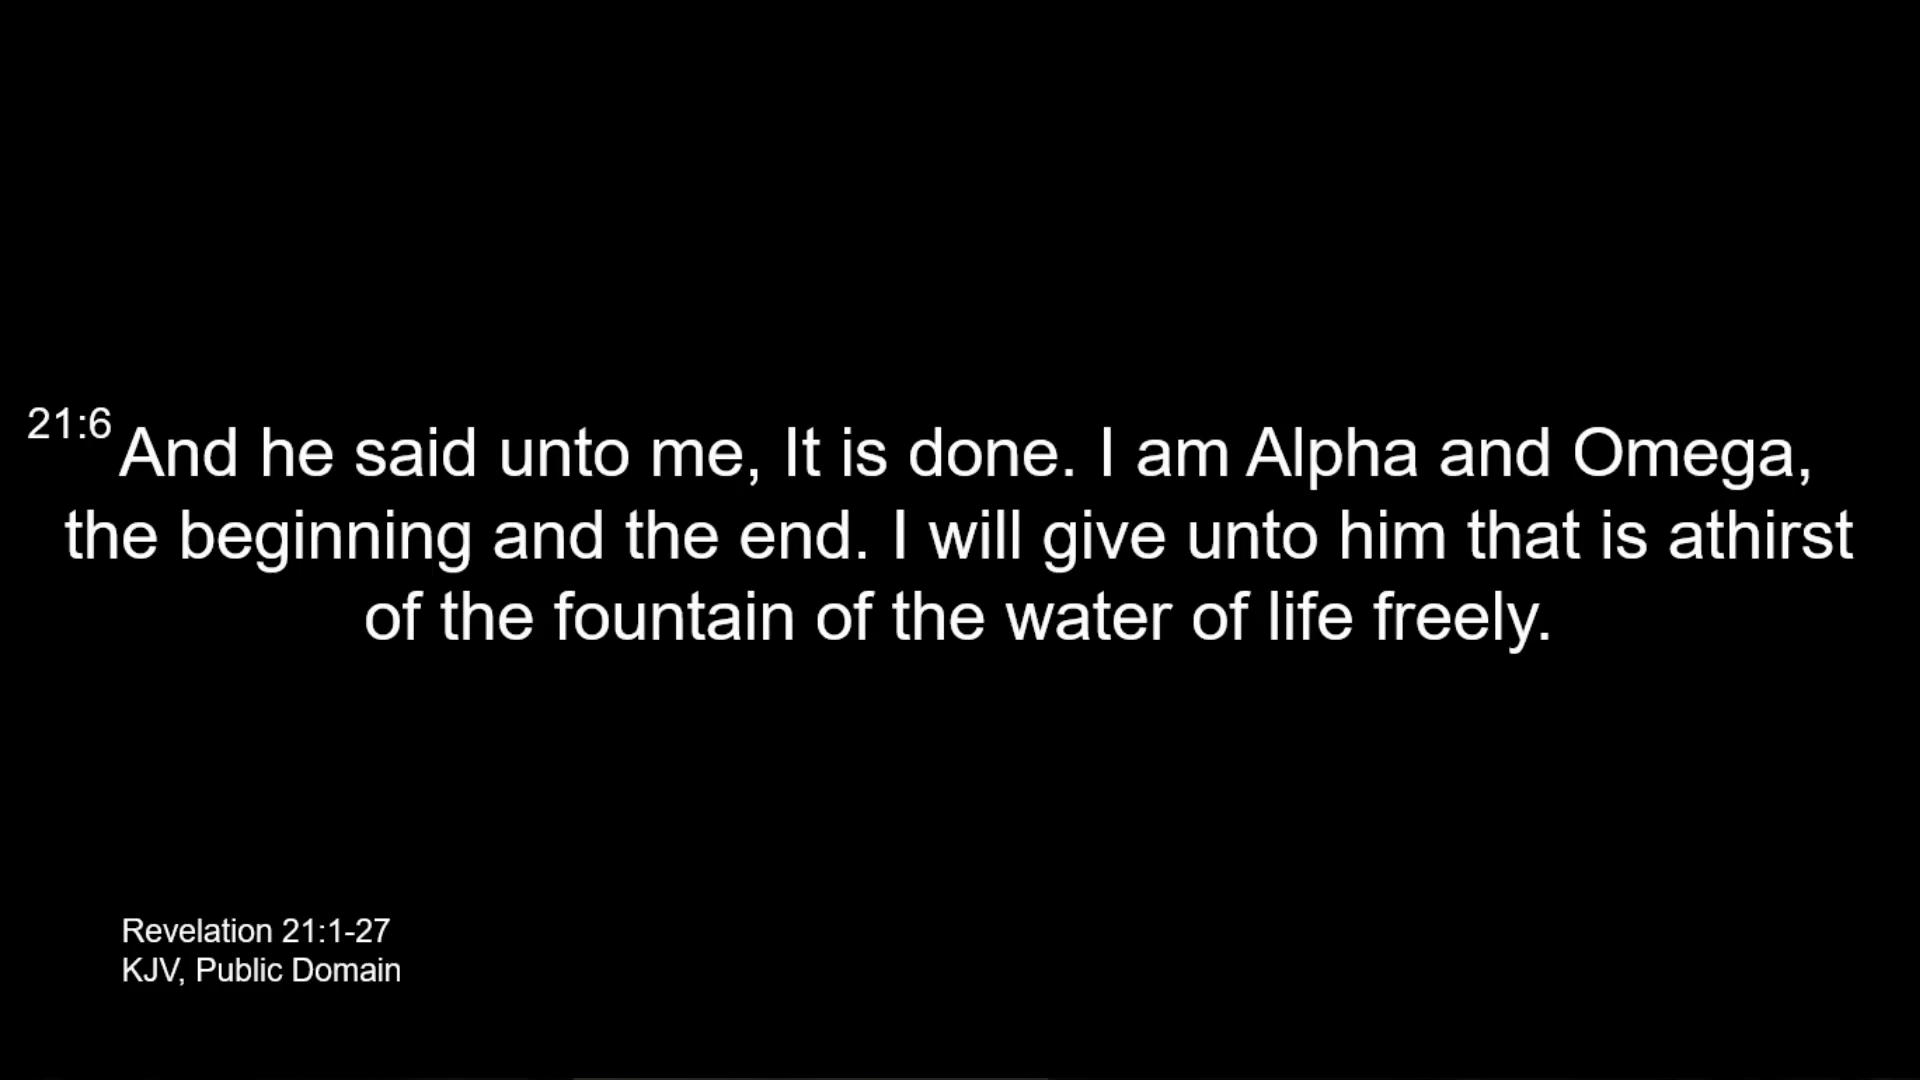 21:6 And he said unto me, It is done. I am Alpha and Omega,
the beginning and the end. I will give unto him that is athirst
of the fountain of the water of life freely.
Revelation 21:1-27
KJV, Public Domain